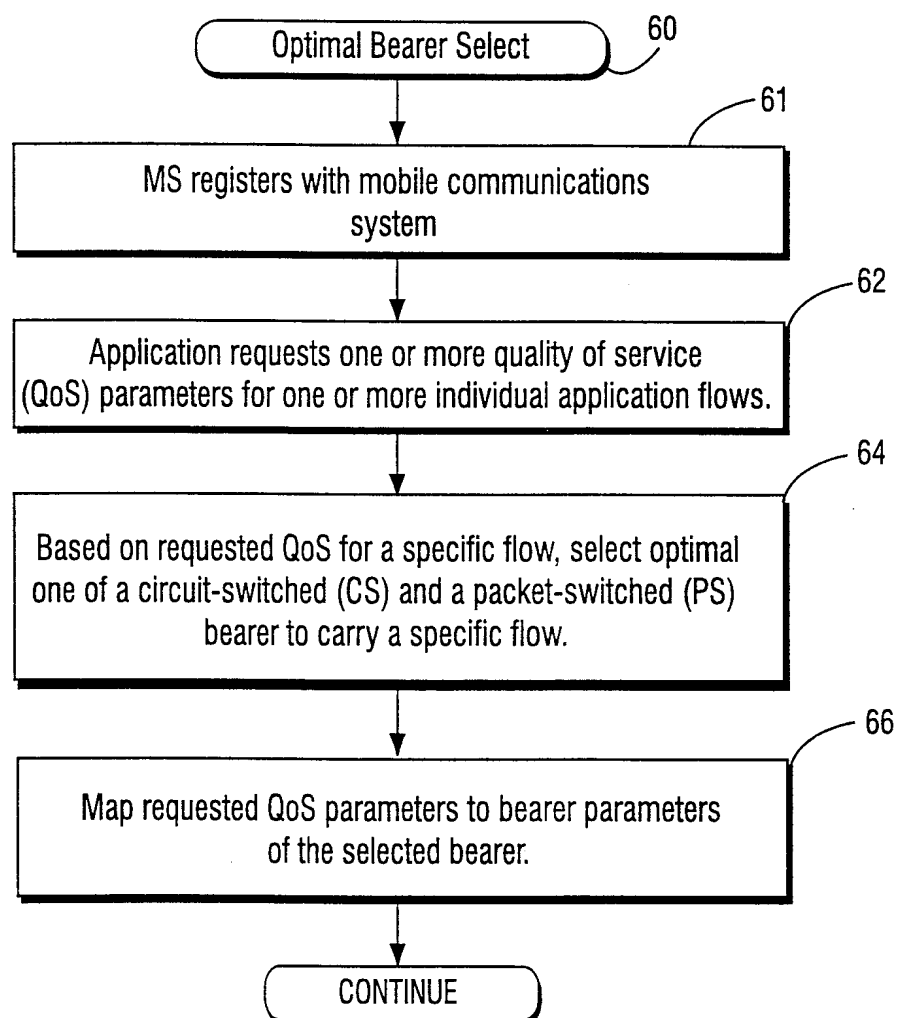 Optimal Bearer Select
60
61
MS registers with mobile communications
system
62
Application requests one or more quality of service
(QoS) parameters for one or more individual application flows.
64
Based on requested QoS for a specific flow, select optimal
one of a circuit-switched (CS) and a packet-switched (PS)
bearer to carry a specific flow.
66
Map requested QoS parameters to bearer parameters
of the selected bearer.
CONTINUE